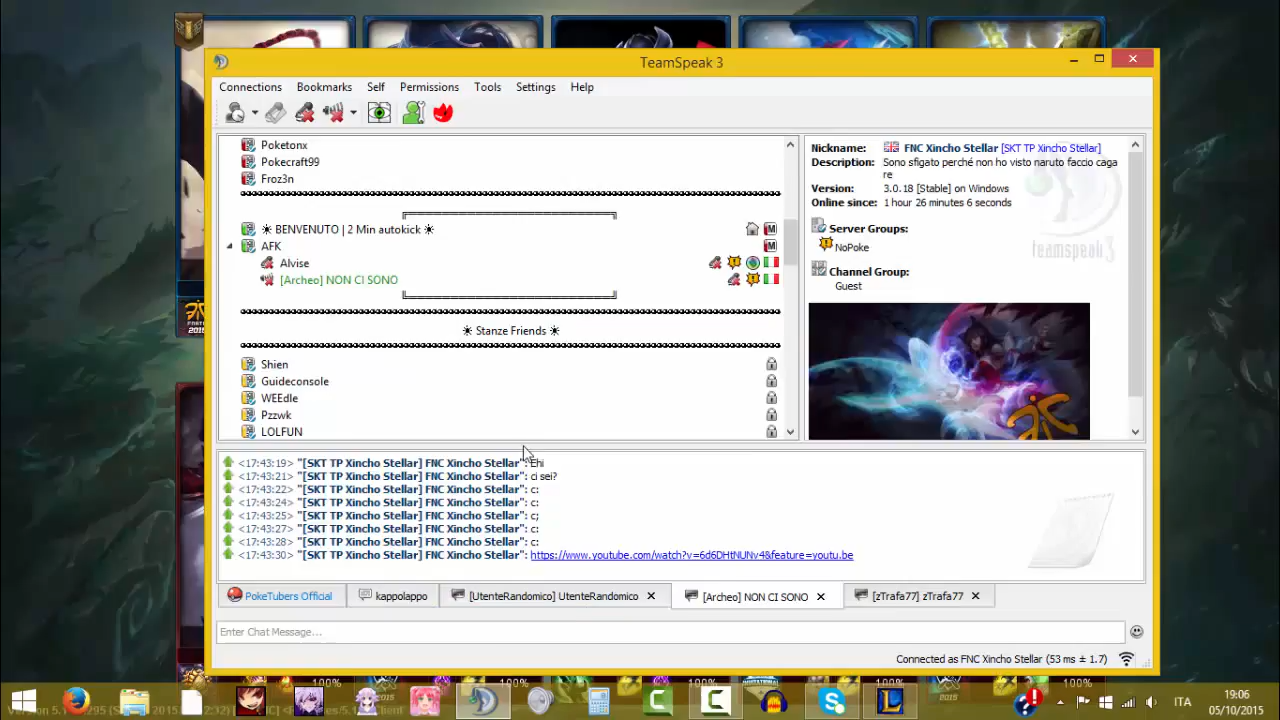 TeamSpeak 3
Connections Bookmarks Self Permissions Tools Settings Help
Poketonx
Pokecraft99
Froz3n
☀ BENVENUTO | 2 Min autokick ☀
AFK
Alvise
[Archeo] NON CI SONO
☀ Stanze Friends ☀
Shien
Guideconsole
WEEdle
Pzzwk
LOLFUN
Nickname: FNC Xincho Stellar [SKT TP Xincho Stellar]
Description: Sono sfigato perché non ho visto naruto faccio caga
re
Version: 3.0.18 [Stable] on Windows
Online since: 1 hour 26 minutes 6 seconds
Server Groups:
NoPoke
Channel Group:
Guest
teamspeak3
<17:43:19> "[SKT TP Xincho Stellar] FNC Xincho Stellar": Ehi
<17:43:21> "[SKT TP Xincho Stellar] FNC Xincho Stellar": ci sei?
<17:43:22> "[SKT TP Xincho Stellar] FNC Xincho Stellar": c:
<17:43:24> "[SKT TP Xincho Stellar] FNC Xincho Stellar": c:
<17:43:25> "[SKT TP Xincho Stellar] FNC Xincho Stellar": c;
<17:43:27> "[SKT TP Xincho Stellar] FNC Xincho Stellar": c:
<17:43:28> "[SKT TP Xincho Stellar] FNC Xincho Stellar": c:
<17:43:30> "[SKT TP Xincho Stellar] FNC Xincho Stellar": https://www.youtube.com/watch?v=6d6DHtNUNv4&feature=youtu.be
PokeTubers Official kappolappo [UtenteRandomico] UtenteRandomico [Archeo] NON CI SONO [zTrafa77] zTrafa77
Enter Chat Message...
Connected as FNC Xincho Stellar (53 ms ± 1.7)
100% 100% 100% 100% 100%
ITA
19:06
05/10/2015